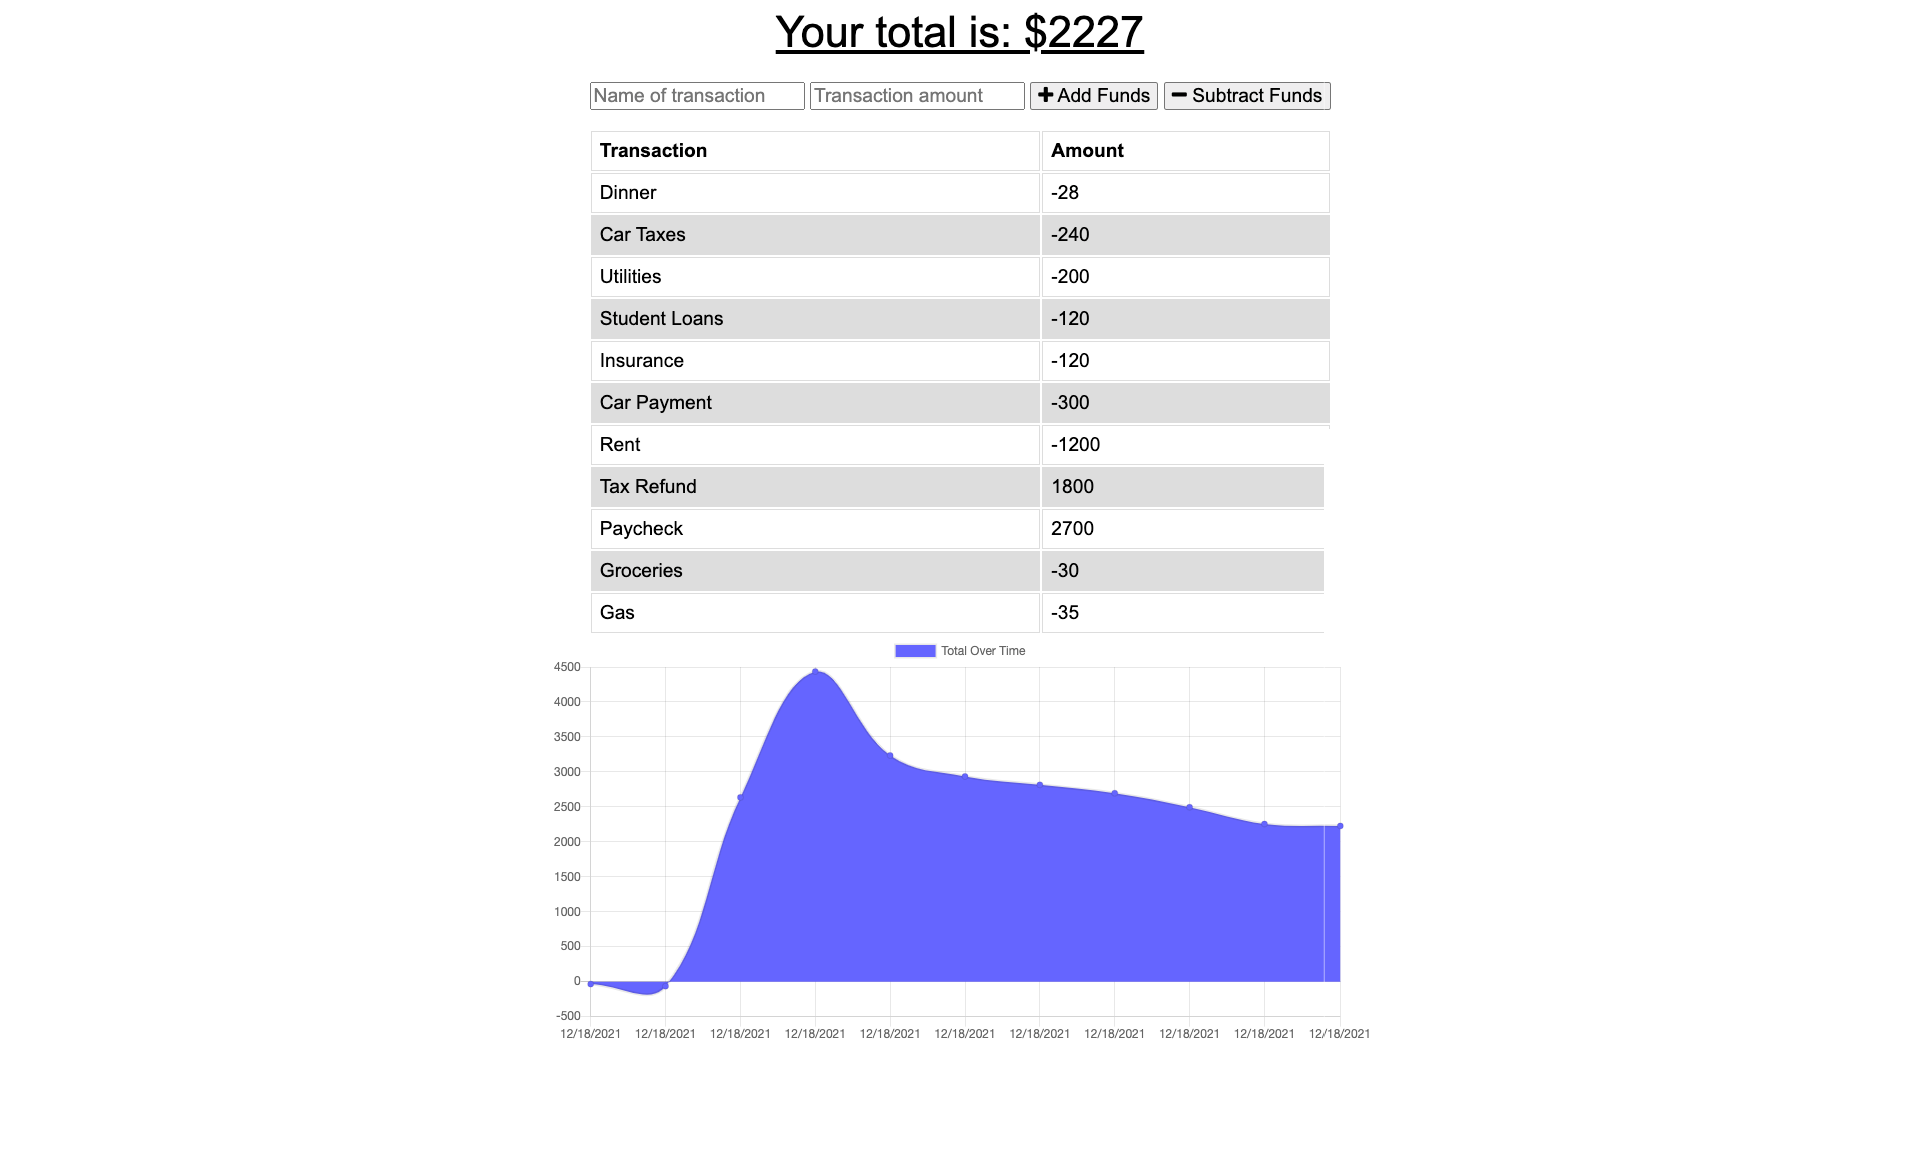 Your total is: $2227
Name of transaction Transaction amount Add Funds Subtract Funds
Transaction Amount
Dinner -28
Car Taxes -240
Utilities -200
Student Loans -120
Insurance -120
Car Payment -300
Rent -1200
Tax Refund 1800
Paycheck 2700
Groceries -30
Gas -35
Total Over Time
4500
4000
3500
3000
2500
2000
1500
1000
500
0
-500
12/18/2021 12/18/2021 12/18/2021 12/18/2021 12/18/2021 12/18/2021 12/18/2021 12/18/2021 12/18/2021 12/18/2021 12/18/2021